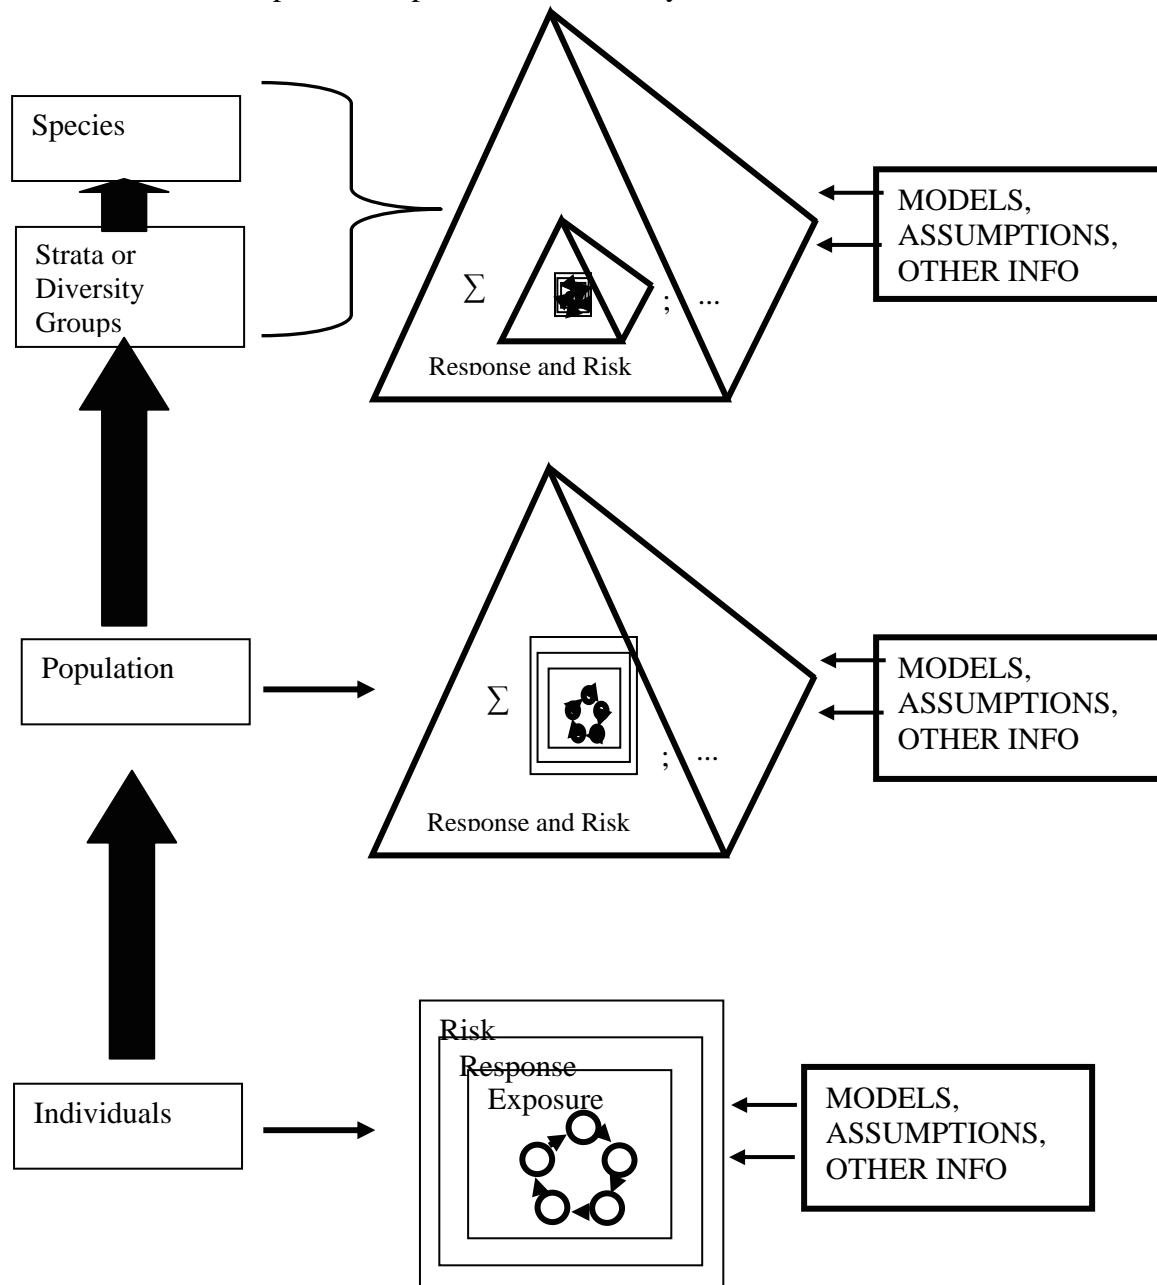 Species
Strata or
Diversity
Groups
∑
; ...
Response and Risk
MODELS,
ASSUMPTIONS,
OTHER INFO
Population
∑
; ...
Response and Risk
MODELS,
ASSUMPTIONS,
OTHER INFO
Individuals
Risk
Response
Exposure
MODELS,
ASSUMPTIONS,
OTHER INFO